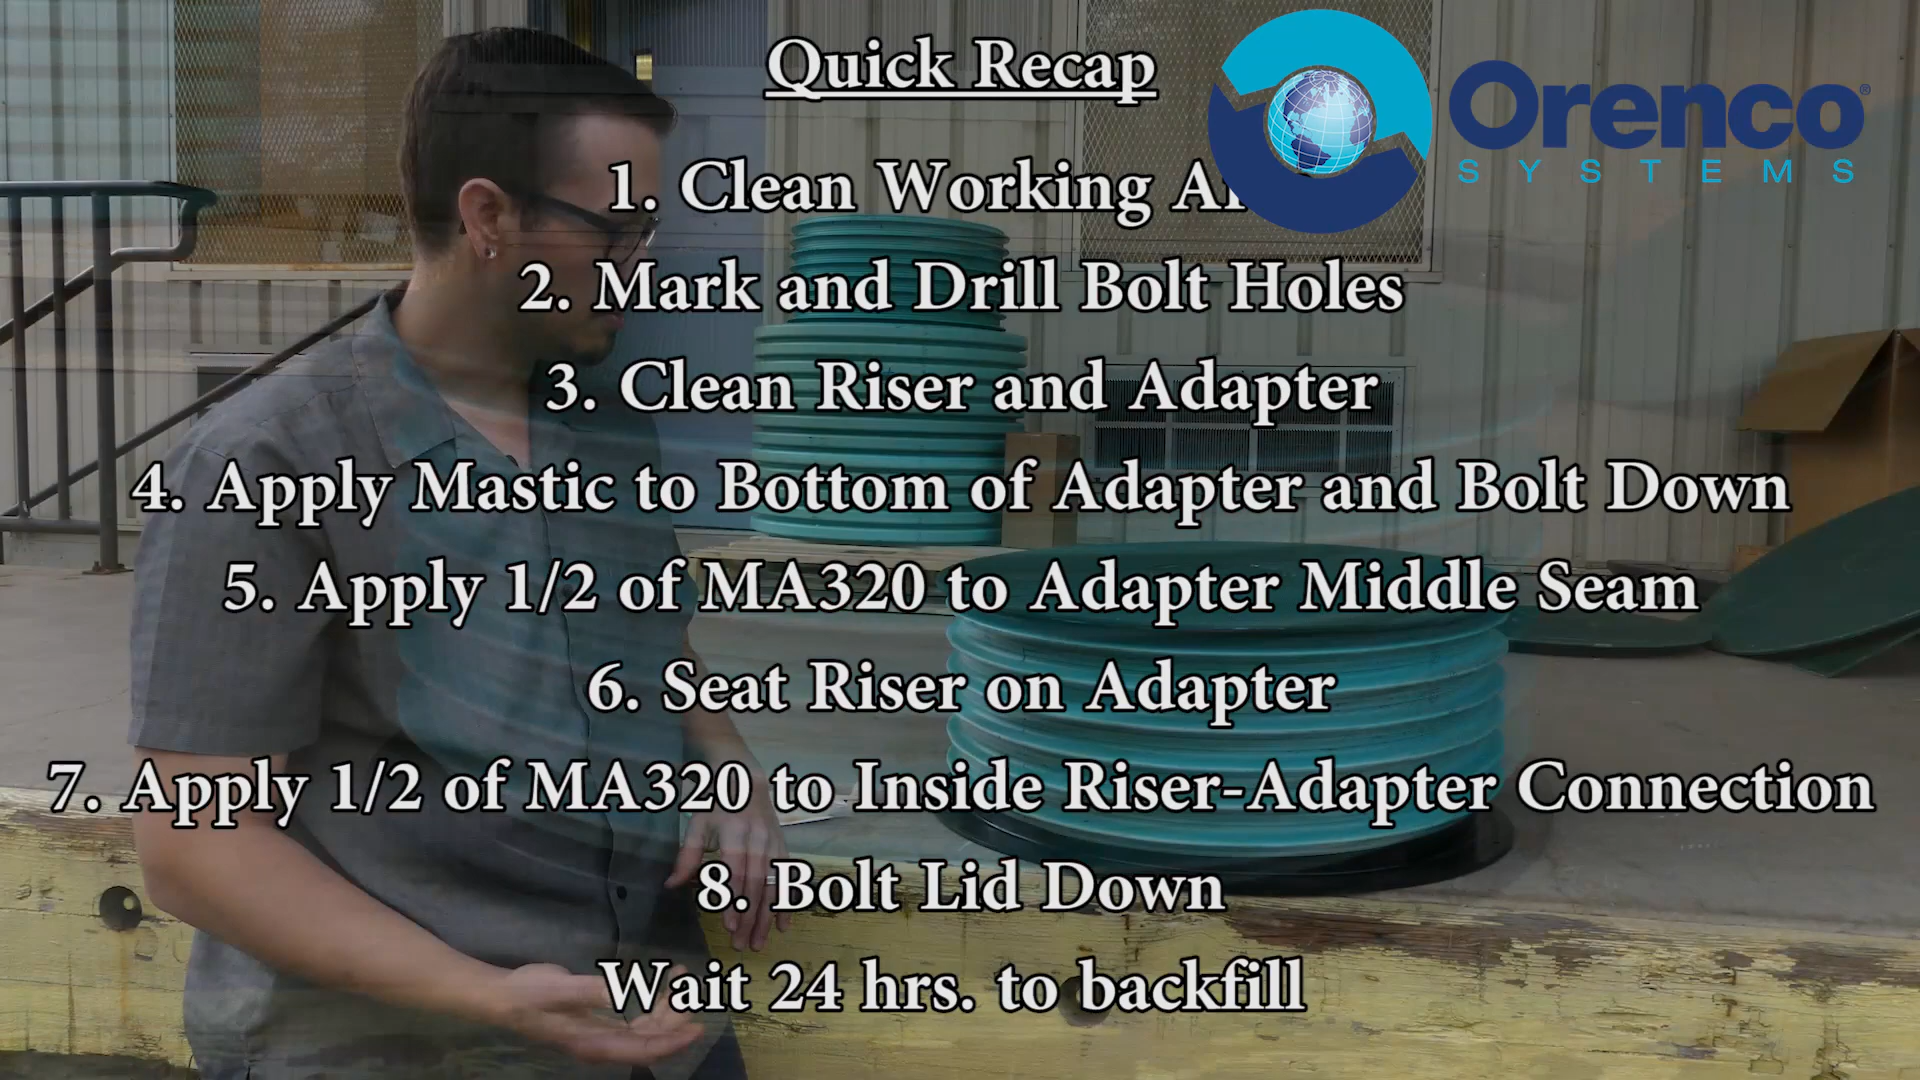 Quick Recap
Orenco®
SYSTEMS
1. Clean Working
2. Mark and Drill Bolt Holes
3. Clean Riser and Adapter
4. Apply Mastic to Bottom of Adapter and Bolt Down
5. Apply 1/2 of MA320 to Adapter Middle Seam
6. Seat Riser on Adapter
7. Apply 1/2 of MA320 to Inside Riser-Adapter Connection
8. Bolt Lid Down
Wait 24 hrs. to backfill